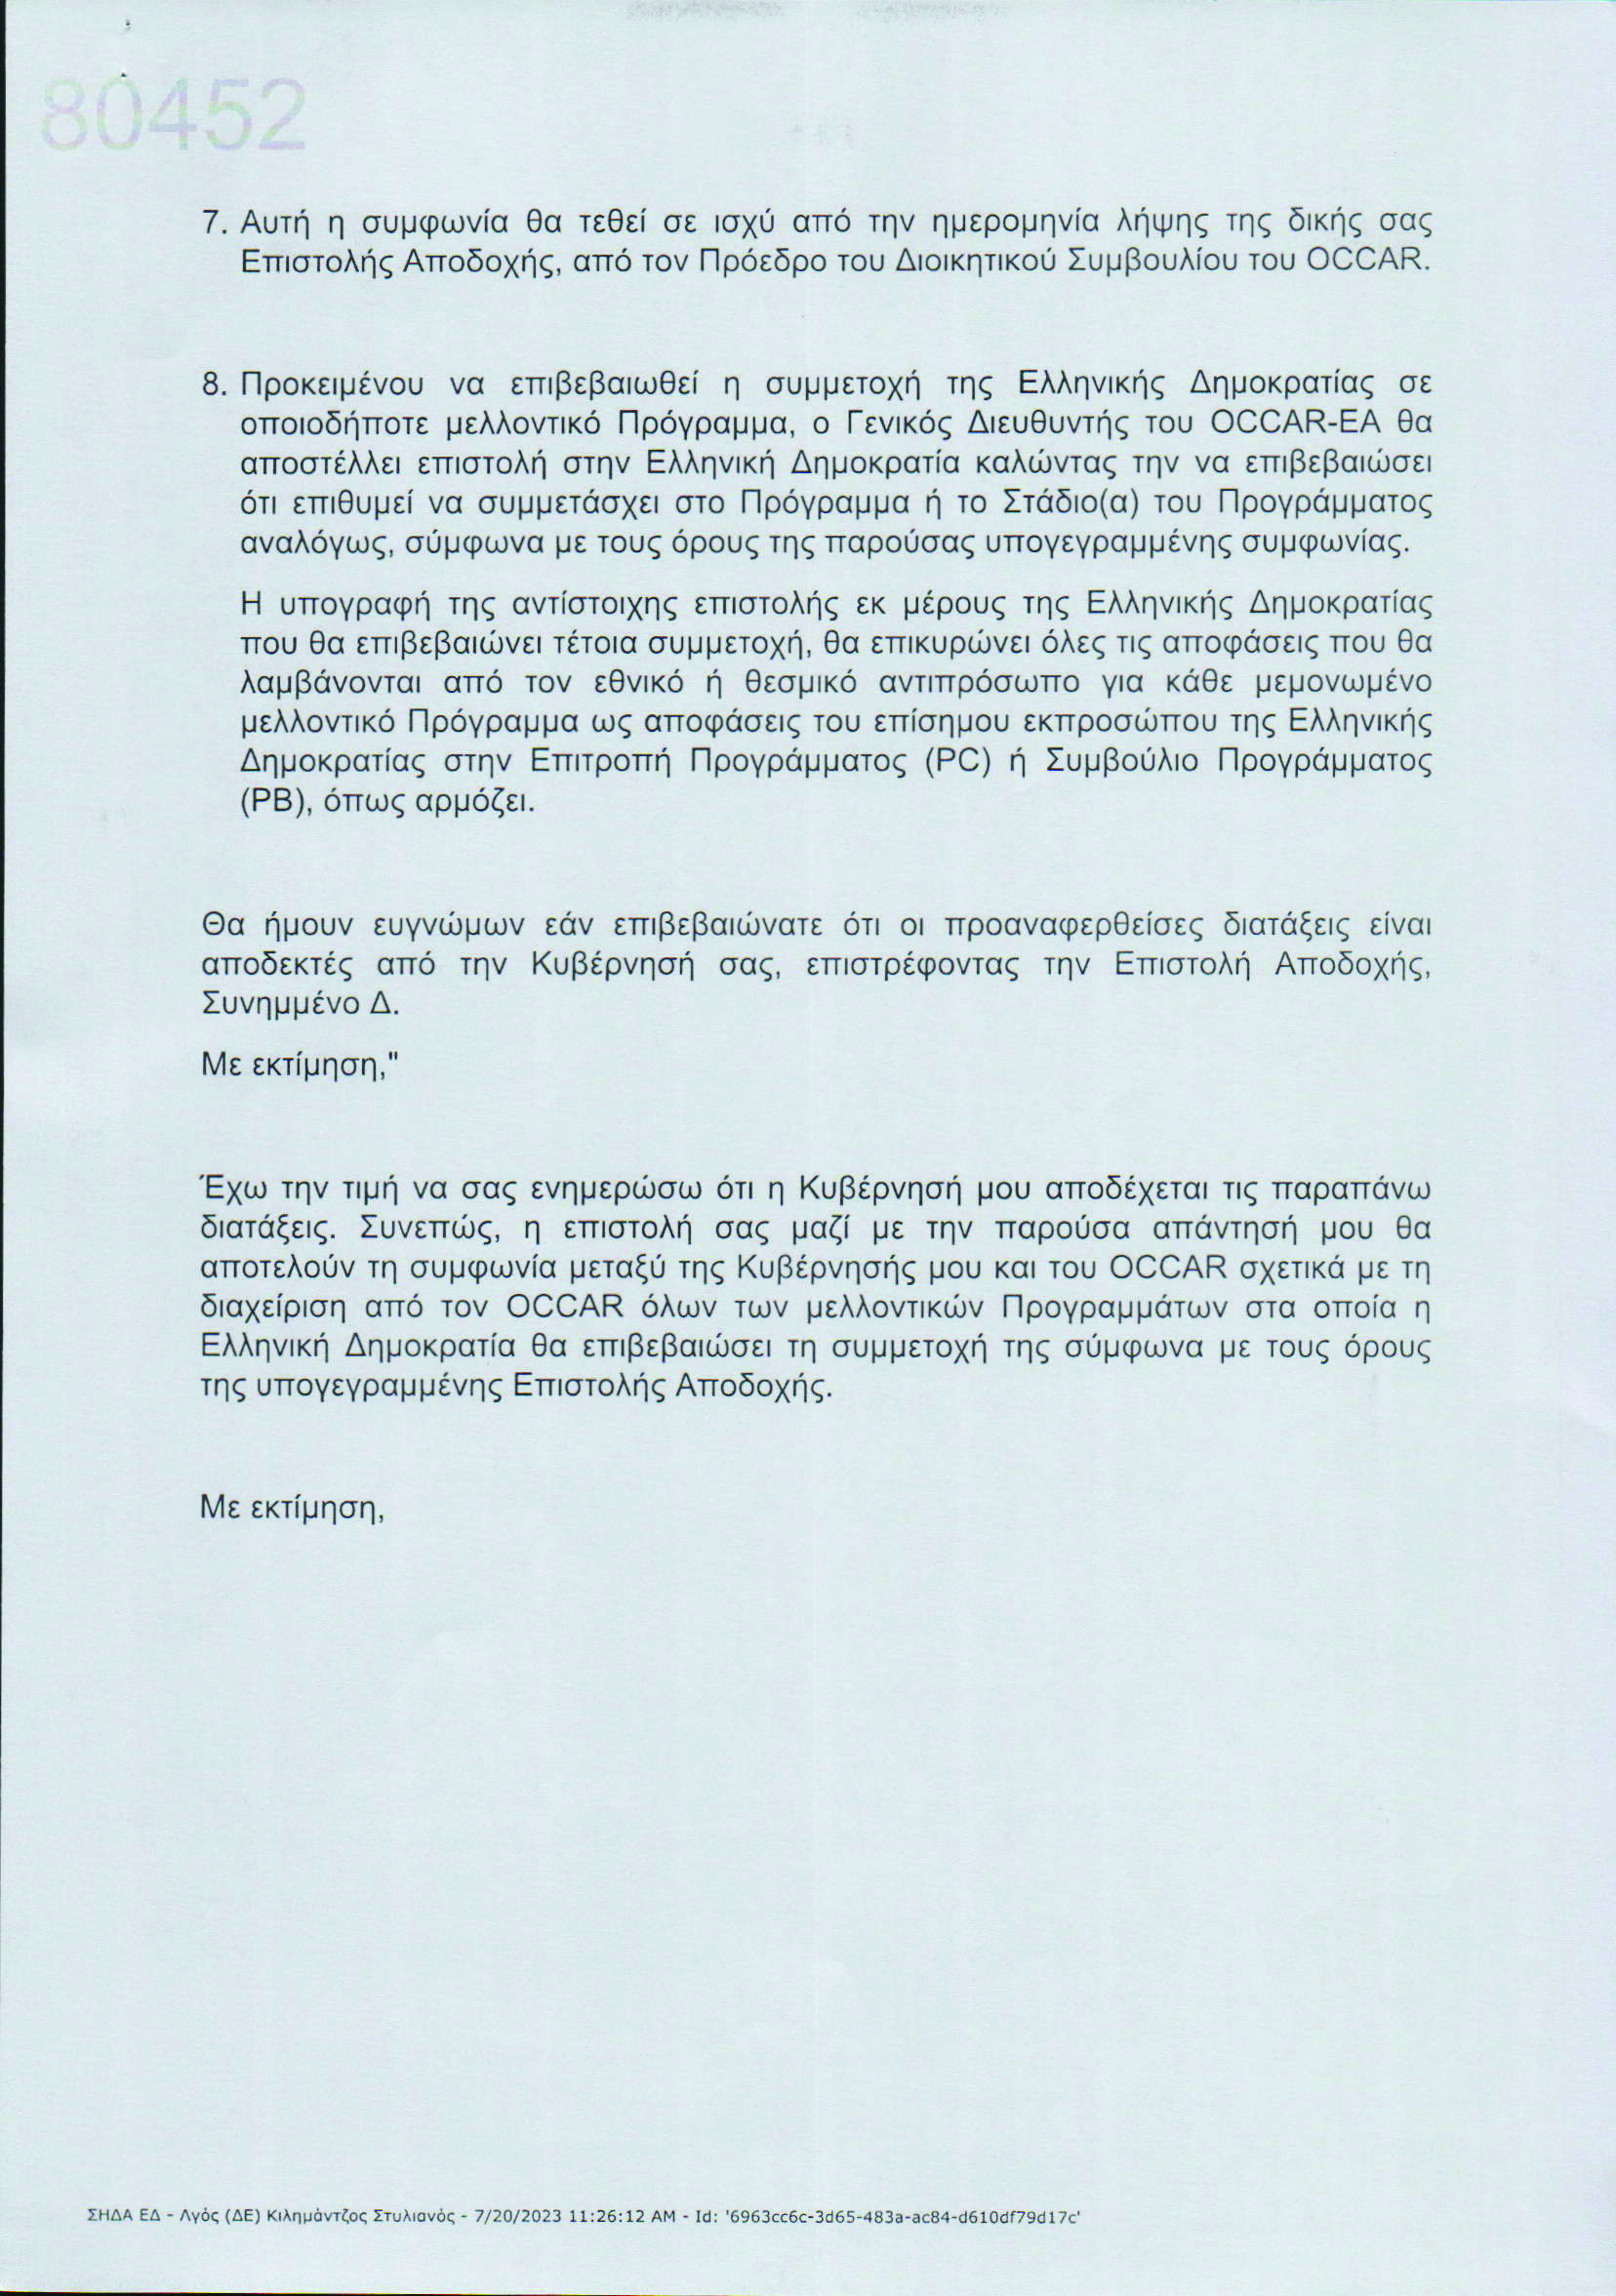 80452
7. Αυτή η συμφωνία θα τεθεί σε ισχύ από την ημερομηνία λήψης της δικής σας
Επιστολής Αποδοχής, από τον Πρόεδρο του Διοικητικού Συμβουλίου του OCCAR.
8. Προκειμένου να επιβεβαιωθεί η συμμετοχή της Ελληνικής Δημοκρατίας σε
οποιοδήποτε μελλοντικό Πρόγραμμα, ο Γενικός Διευθυντής του OCCAR-EA θα
αποστέλλει επιστολή στην Ελληνική Δημοκρατία καλώντας την να επιβεβαιώσει
ότι επιθυμεί να συμμετάσχει στο Πρόγραμμα ή το Στάδιο(α) του Προγράμματος
αναλόγως, σύμφωνα με τους όρους της παρούσας υπογεγραμμένης συμφωνίας.
Η υπογραφή της αντίστοιχης επιστολής εκ μέρους της Ελληνικής Δημοκρατίας
που θα επιβεβαιώνει τέτοια συμμετοχή, θα επικυρώνει όλες τις αποφάσεις που θα
λαμβάνονται από τον εθνικό ή θεσμικό αντιπρόσωπο για κάθε μεμονωμένο
μελλοντικό Πρόγραμμα ως αποφάσεις του επίσημου εκπροσώπου της Ελληνικής
Δημοκρατίας στην Επιτροπή Προγράμματος (PC) ή Συμβούλιο Προγράμματος
(PB), όπως αρμόζει.
Θα ήμουν ευγνώμων εάν επιβεβαιώνατε ότι οι προαναφερθείσες διατάξεις είναι
αποδεκτές από την Κυβέρνησή σας, επιστρέφοντας την Επιστολή Αποδοχής,
Συνημμένο Δ.
Με εκτίμηση,"
Έχω την τιμή να σας ενημερώσω ότι η Κυβέρνησή μου αποδέχεται τις παραπάνω
διατάξεις. Συνεπώς, η επιστολή σας μαζί με την παρούσα απάντησή μου θα
αποτελούν τη συμφωνία μεταξύ της Κυβέρνησής μου και του OCCAR σχετικά με τη
διαχείριση από τον OCCAR όλων των μελλοντικών Προγραμμάτων στα οποία η
Ελληνική Δημοκρατία θα επιβεβαιώσει τη συμμετοχή της σύμφωνα με τους όρους
της υπογεγραμμένης Επιστολής Αποδοχής.
Με εκτίμηση,
ΣΗΔΑ ΕΔ - Λγός (ΔΕ) Κιλημάντζος Στυλιανός - 7/20/2023 11:26:12 AM - Id: '6963cc6c-3d65-483a-ac84-d610df79d17c'